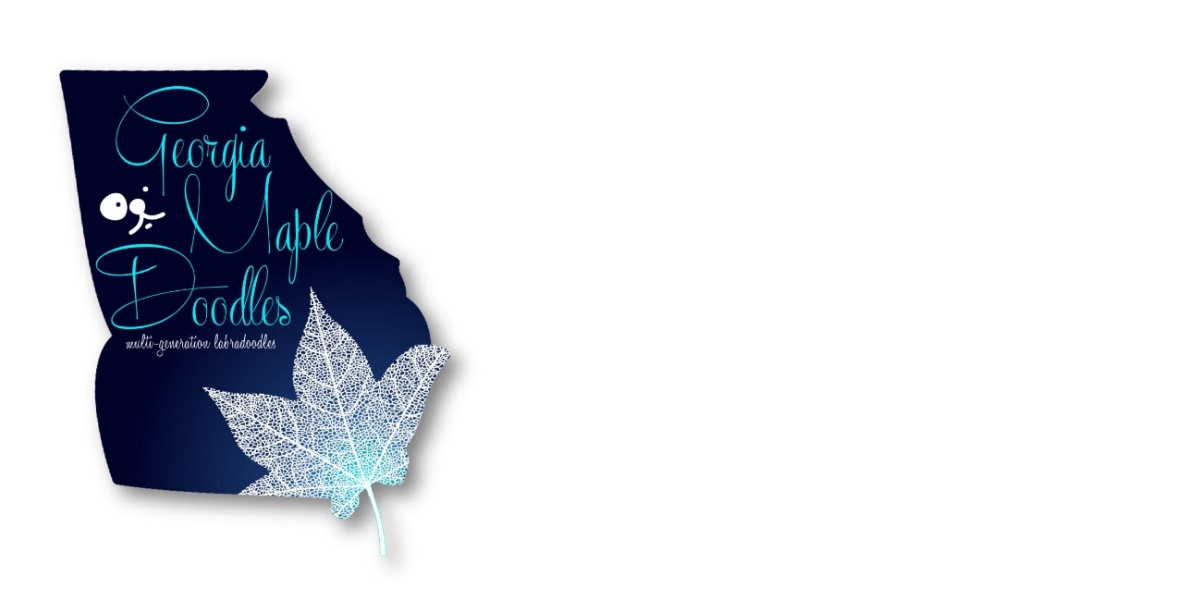 Georgia
Maple
Doodles
multi-generation labradoodles